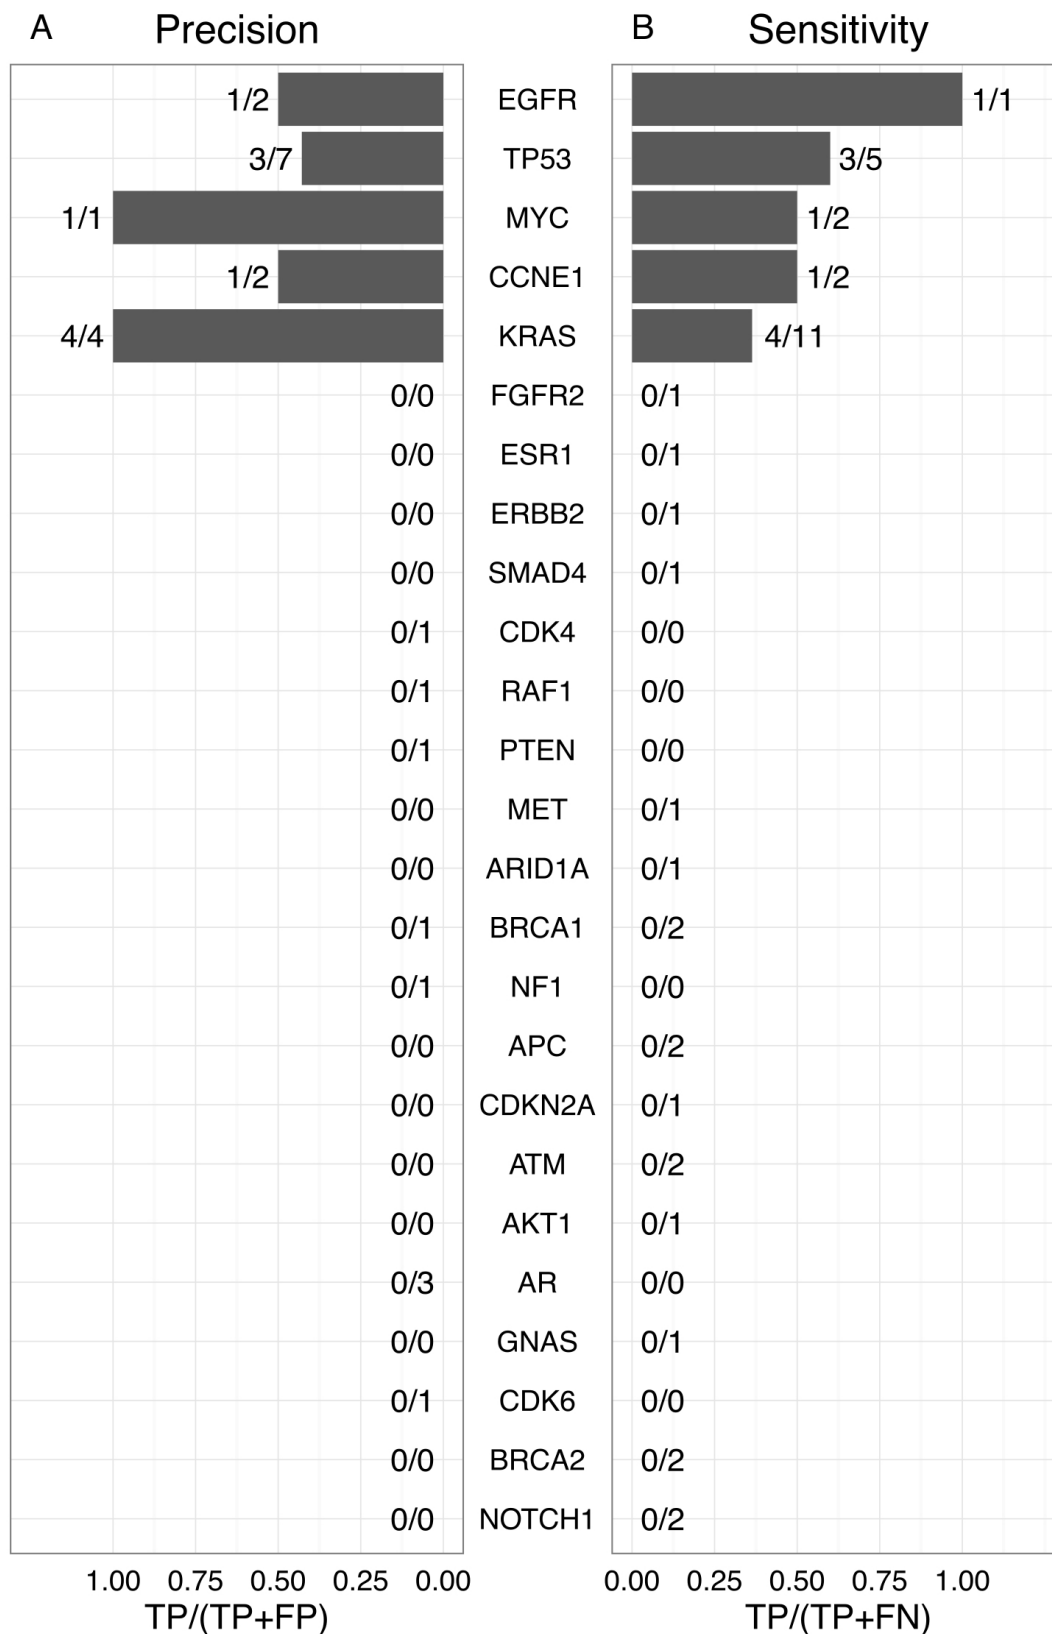 A Precision B Sensitivity
1/2 EGFR 1/1
3/7 TP53 3/5
1/1 MYC 1/2
1/2 CCNE1 1/2
4/4 KRAS 4/11
0/0 FGFR2 0/1
0/0 ESR1 0/1
0/0 ERBB2 0/1
0/0 SMAD4 0/1
0/1 CDK4 0/0
0/1 RAF1 0/0
0/1 PTEN 0/0
0/0 MET 0/1
0/0 ARID1A 0/1
0/1 BRCA1 0/2
0/1 NF1 0/0
0/0 APC 0/2
0/0 CDKN2A 0/1
0/0 ATM 0/2
0/0 AKT1 0/1
0/3 AR 0/0
0/0 GNAS 0/1
0/1 CDK6 0/0
0/0 BRCA2 0/2
0/0 NOTCH1 0/2
1.00 0.75 0.50 0.25 0.00 0.00 0.25 0.50 0.75 1.00
TP/(TP+FP) TP/(TP+FN)